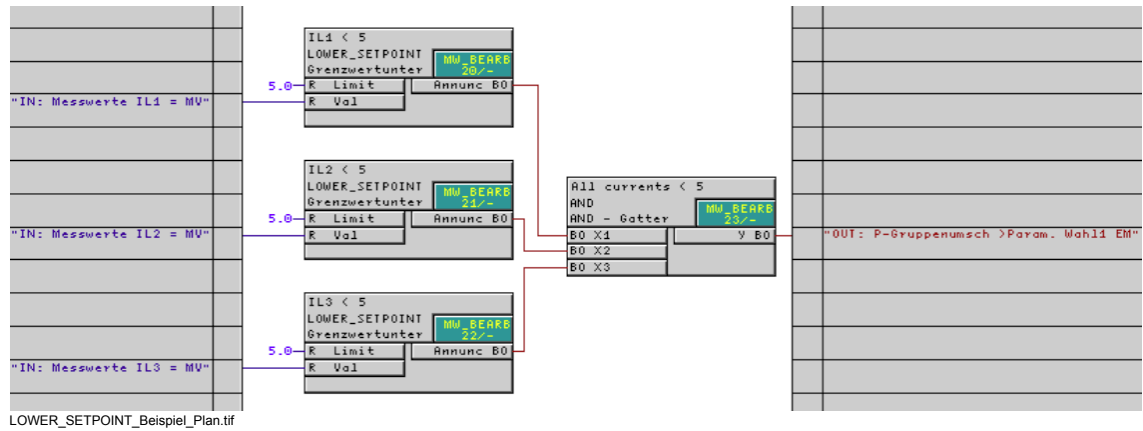 IL1 < 5
LOWER_SETPOINT
Grenzwertunter
MW_BEARB
20/-
5.0
R Limit
Annunc BO
"IN: Messwerte IL1 = MV"
R Val
IL2 < 5
LOWER_SETPOINT
Grenzwertunter
MW_BEARB
21/-
5.0
R Limit
Annunc BO
"IN: Messwerte IL2 = MV"
R Val
All currents < 5
AND
AND - Gatter
MW_BEARB
23/-
BO X1
Y BO
BO X2
BO X3
"OUT: P-Gruppenumsch >Param. Wahl1 EM"
IL3 < 5
LOWER_SETPOINT
Grenzwertunter
MW_BEARB
22/-
5.0
R Limit
Annunc BO
"IN: Messwerte IL3 = MV"
R Val
LOWER_SETPOINT_Beispiel_Plan.tif